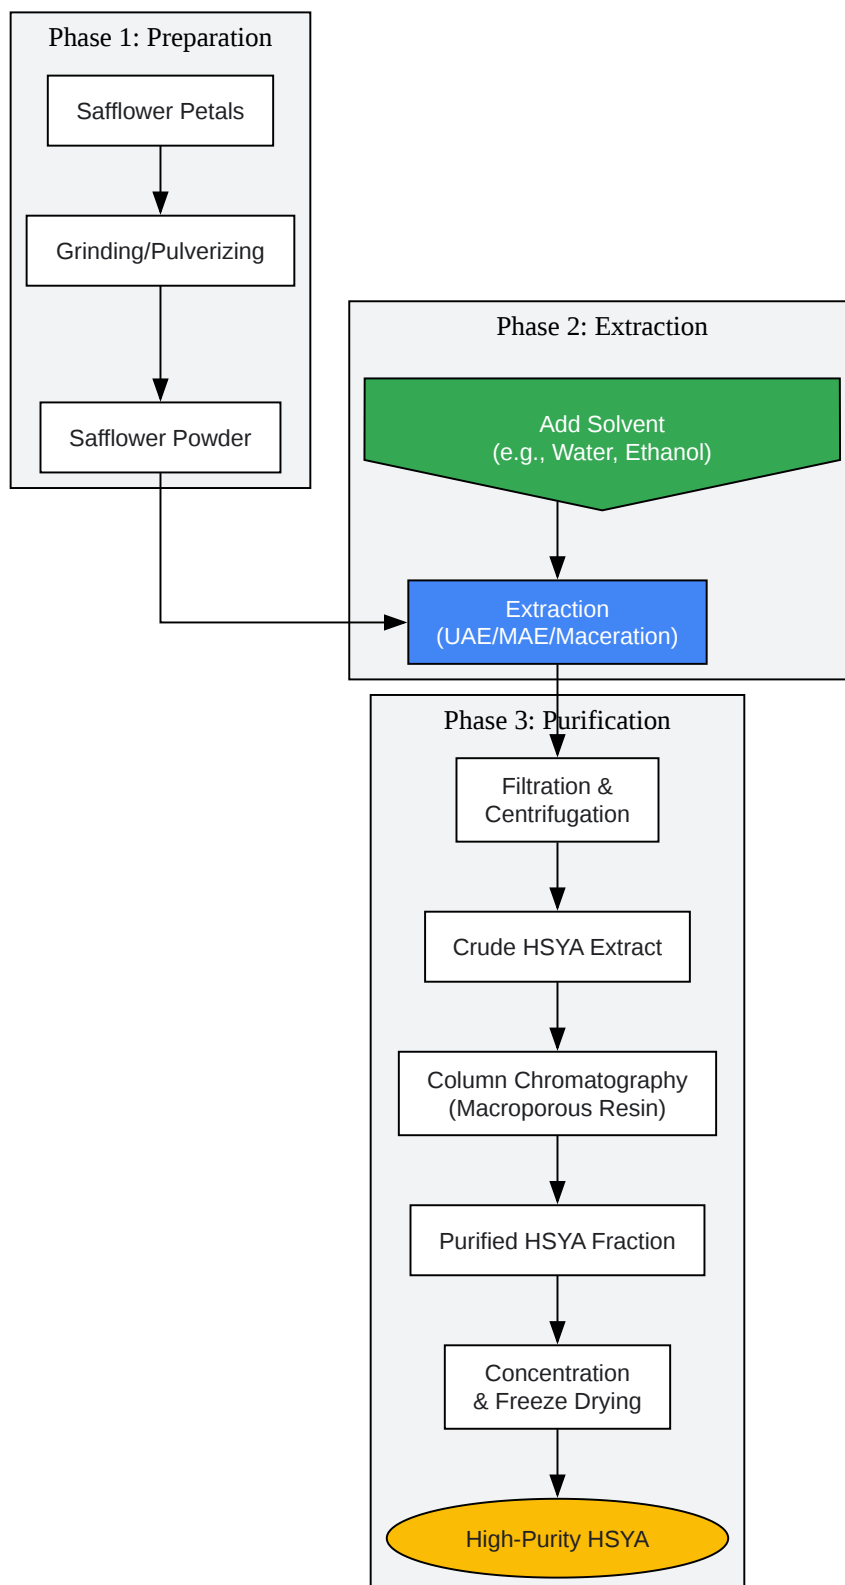 Phase 1: Preparation
Safflower Petals
Grinding/Pulverizing
Safflower Powder
Phase 2: Extraction
Add Solvent
(e.g., Water, Ethanol)
Extraction
(UAE/MAE/Maceration)
Phase 3: Purification
Filtration &
Centrifugation
Crude HSYA Extract
Column Chromatography
(Macroporous Resin)
Purified HSYA Fraction
Concentration
& Freeze Drying
High-Purity HSYA